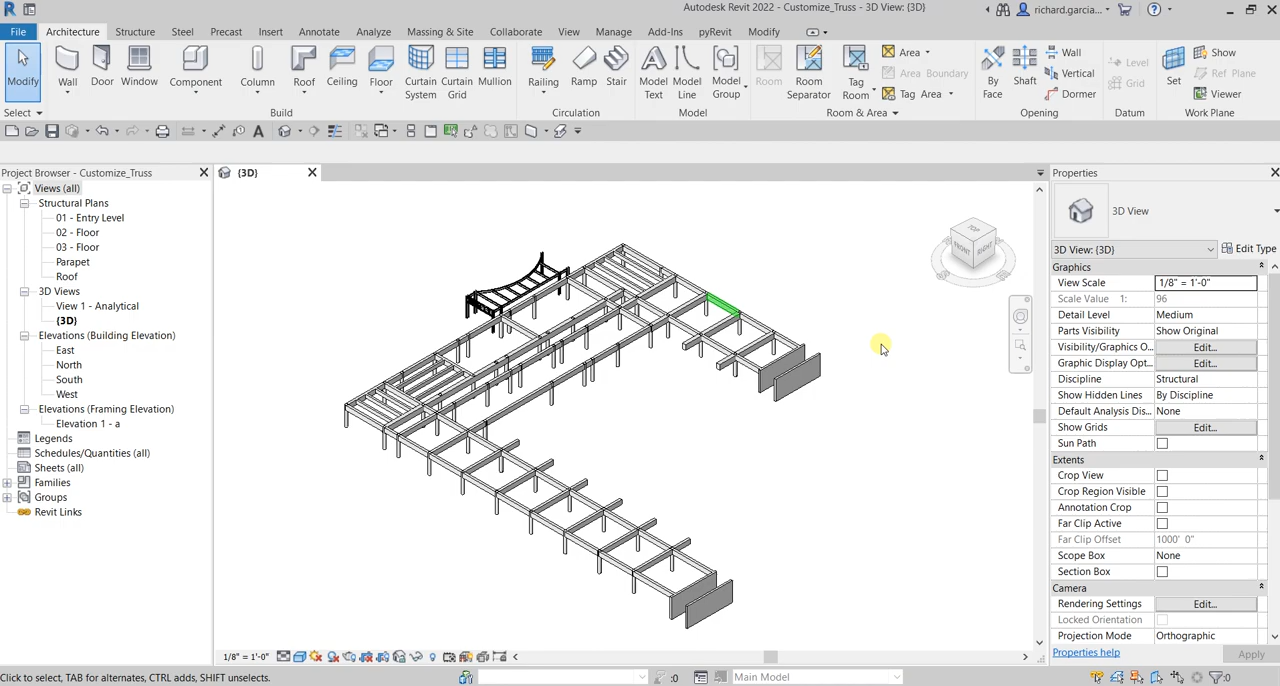 Autodesk Revit 2022 - Customize_Truss - 3D View: {3D}
richard.garcia...
File Architecture Structure Steel Precast Insert Annotate Analyze Massing & Site Collaborate View Manage Add-Ins pyRevit Modify
Modify Wall Door Window Component Column Roof Ceiling Floor Curtain System Curtain Grid Mullion Railing Ramp Stair Model Text Model Line Model Group Room Room Separator Tag Room Area Area Boundary Tag Area By Face Shaft Wall Vertical Dormer Level Grid Set Show Ref Plane Viewer
Select Build Circulation Model Room & Area Opening Datum Work Plane
Project Browser - Customize_Truss
{3D}
Properties
Views (all)
Structural Plans
01 - Entry Level
02 - Floor
03 - Floor
Parapet
Roof
3D Views
View 1 - Analytical
{3D}
Elevations (Building Elevation)
East
North
South
West
Elevations (Framing Elevation)
Elevation 1 - a
Legends
Schedules/Quantities (all)
Sheets (all)
Families
Groups
Revit Links
TOP
FRONT
RIGHT
3D View
3D View: {3D} Edit Type
Graphics
View Scale 1/8" = 1'-0"
Scale Value 1: 96
Detail Level Medium
Parts Visibility Show Original
Visibility/Graphics O... Edit...
Graphic Display Opt... Edit...
Discipline Structural
Show Hidden Lines By Discipline
Default Analysis Dis... None
Show Grids Edit...
Sun Path
Extents
Crop View
Crop Region Visible
Annotation Crop
Far Clip Active
Far Clip Offset 1000' 0"
Scope Box None
Section Box
Camera
Rendering Settings Edit...
Locked Orientation
Projection Mode Orthographic
Properties help Apply
1/8" = 1'-0"
Click to select, TAB for alternates, CTRL adds, SHIFT unselects.
:0
Main Model
:0